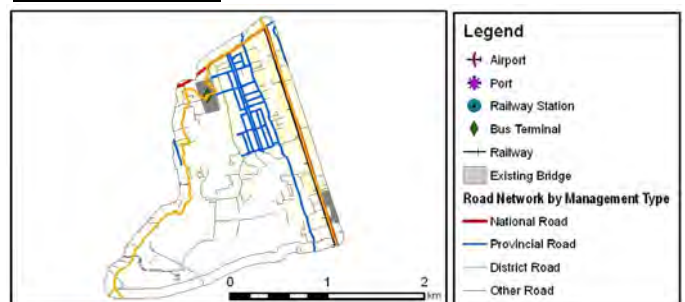 0 1 2
km
Legend
Airport
Port
Railway Station
Bus Terminal
Railway
Existing Bridge
Road Network by Management Type
National Road
Provincial Road
District Road
Other Road